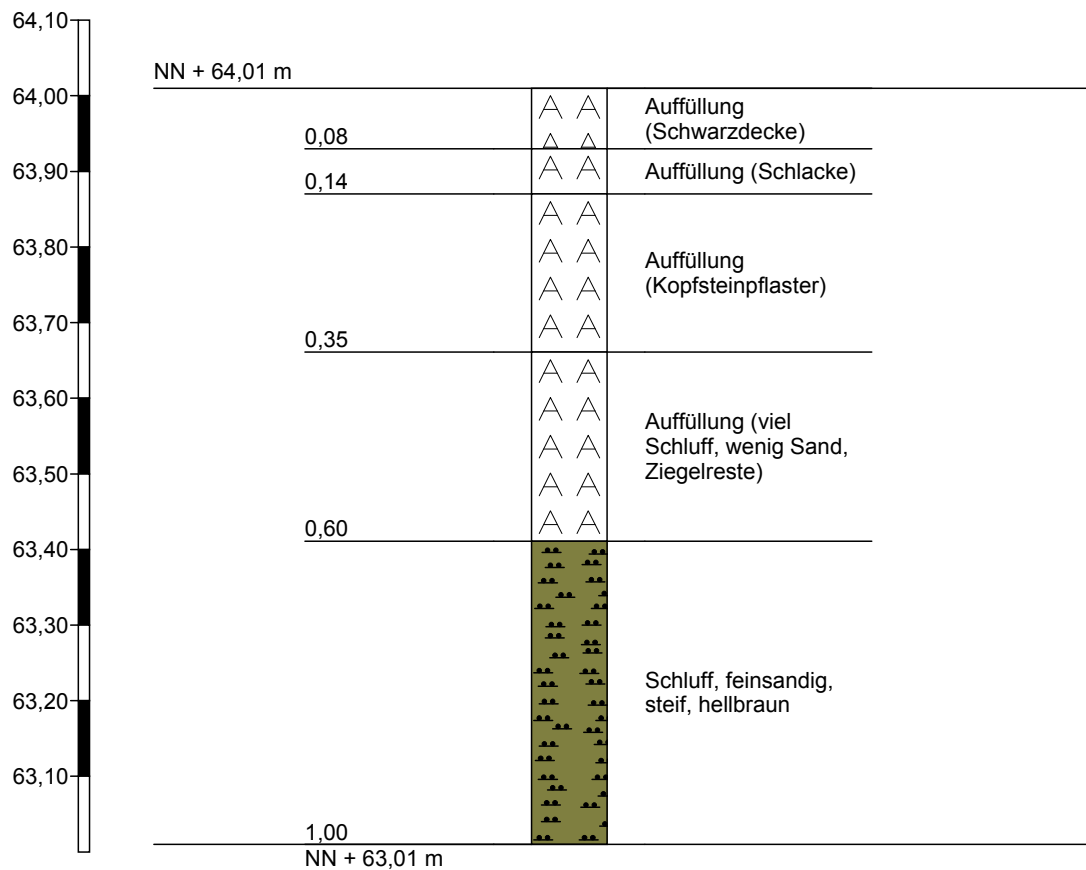 64,10
NN + 64,01 m
64,00
Auffüllung
(Schwarzdecke)
0,08
63,90
Auffüllung (Schlacke)
0,14
63,80
Auffüllung
(Kopfsteinpflaster)
63,70
0,35
63,60
Auffüllung (viel
Schluff, wenig Sand,
Ziegelreste)
63,50
0,60
63,40
63,30
Schluff, feinsandig,
steif, hellbraun
63,20
63,10
1,00
NN + 63,01 m